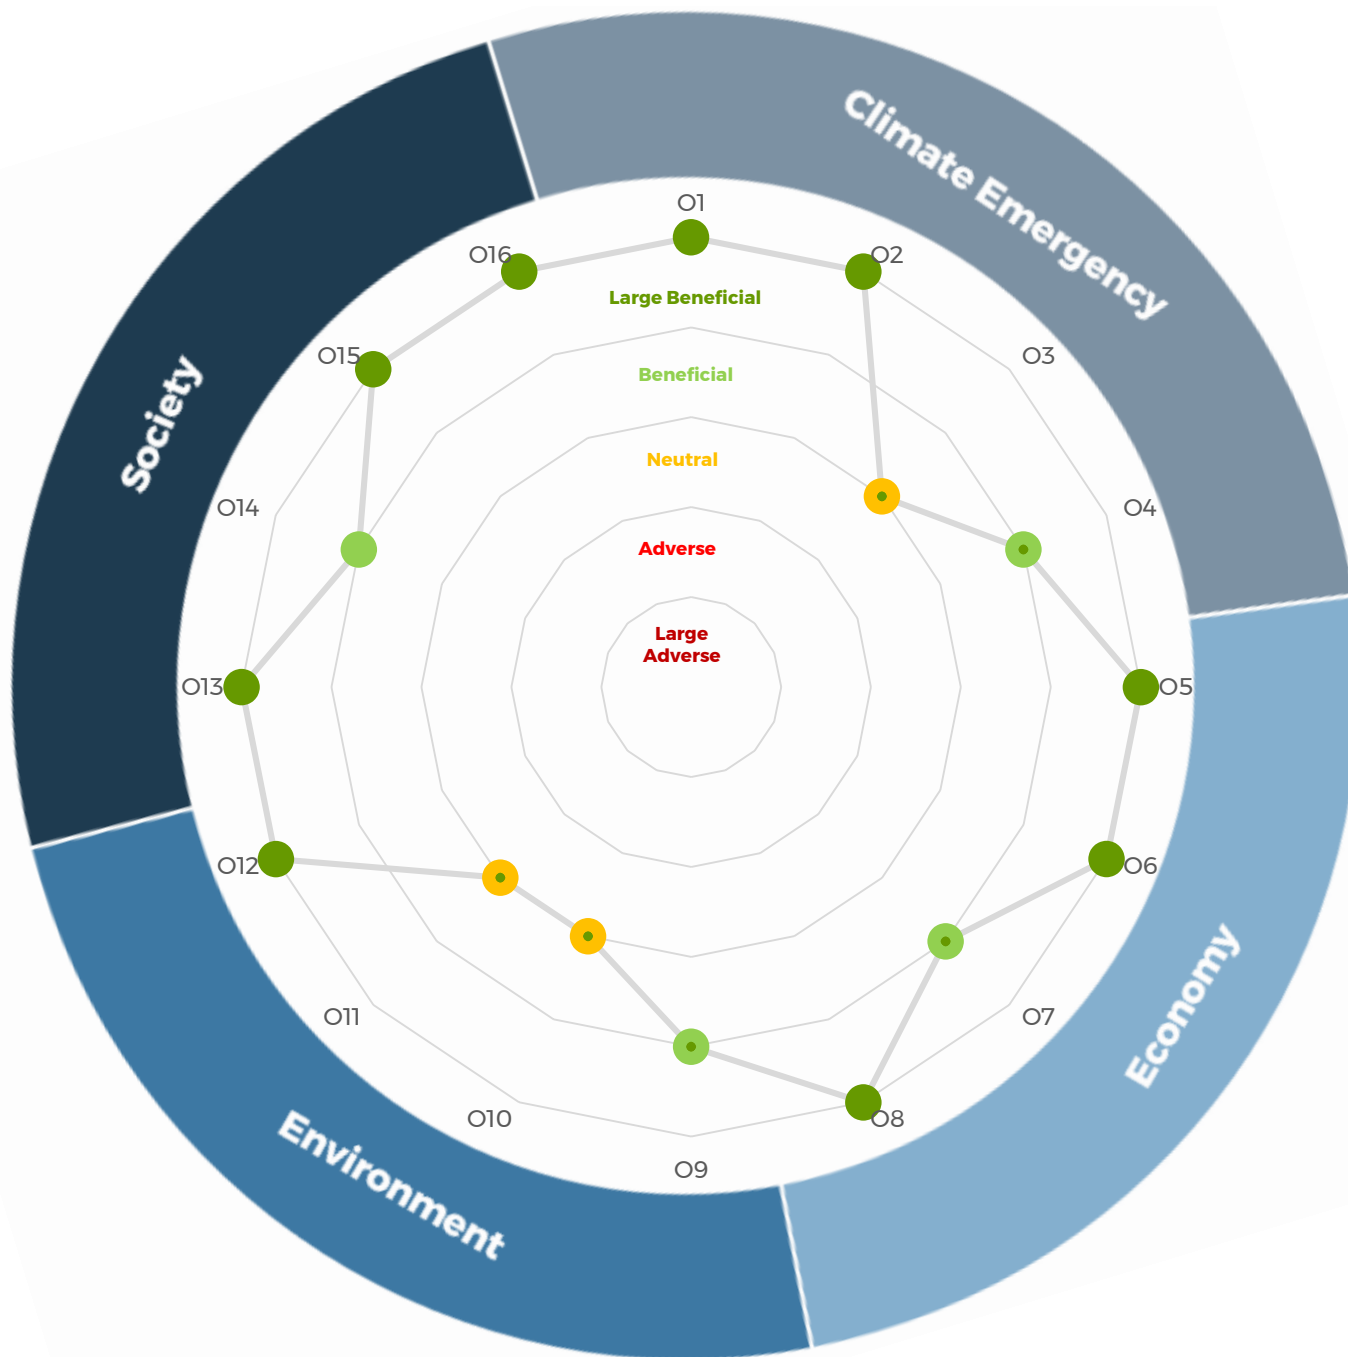 Climate Emergency
O1
O16
O2
Large Beneficial
O15
O3
Beneficial
Society
Neutral
O14
O4
Adverse
Large
Adverse
O13
O5
O12
O6
Economy
O11
O7
O10
O8
Environment
O9